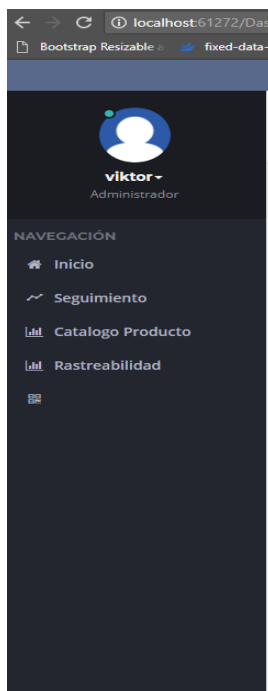 localhost:61272/Das
Bootstrap Resizable a
fixed-data-
viktor
Administrador
NAVEGACIÓN
Inicio
Seguimiento
Catalogo Producto
Rastreabilidad